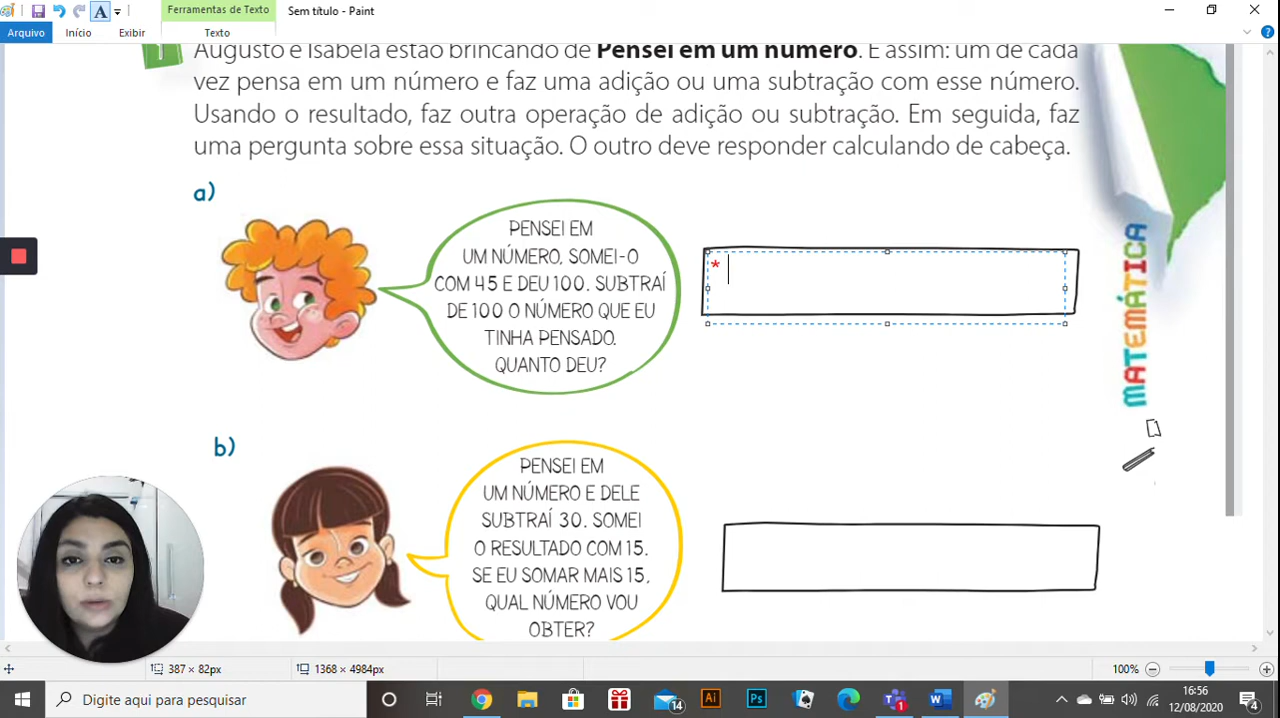 Sem título - Paint
Ferramentas de Texto
Arquivo
Início
Exibir
Texto
1
Augusto e Isabela estão brincando de Pensei em um número. É assim: um de cada
vez pensa em um número e faz uma adição ou uma subtração com esse número.
Usando o resultado, faz outra operação de adição ou subtração. Em seguida, faz
uma pergunta sobre essa situação. O outro deve responder calculando de cabeça.
a)
PENSEI EM
UM NÚMERO, SOMEI-O
COM 45 E DEU 100. SUBTRAÍ
DE 100 O NÚMERO QUE EU
TINHA PENSADO.
QUANTO DEU?
*
MATEMÁTICA
b)
PENSEI EM
UM NÚMERO E DELE
SUBTRAÍ 30. SOMEI
O RESULTADO COM 15.
SE EU SOMAR MAIS 15,
QUAL NÚMERO VOU
OBTER?
387 × 82px
1368 × 4984px
100%
Digite aqui para pesquisar
14
Ai
Ps
1
16:56
12/08/2020
4